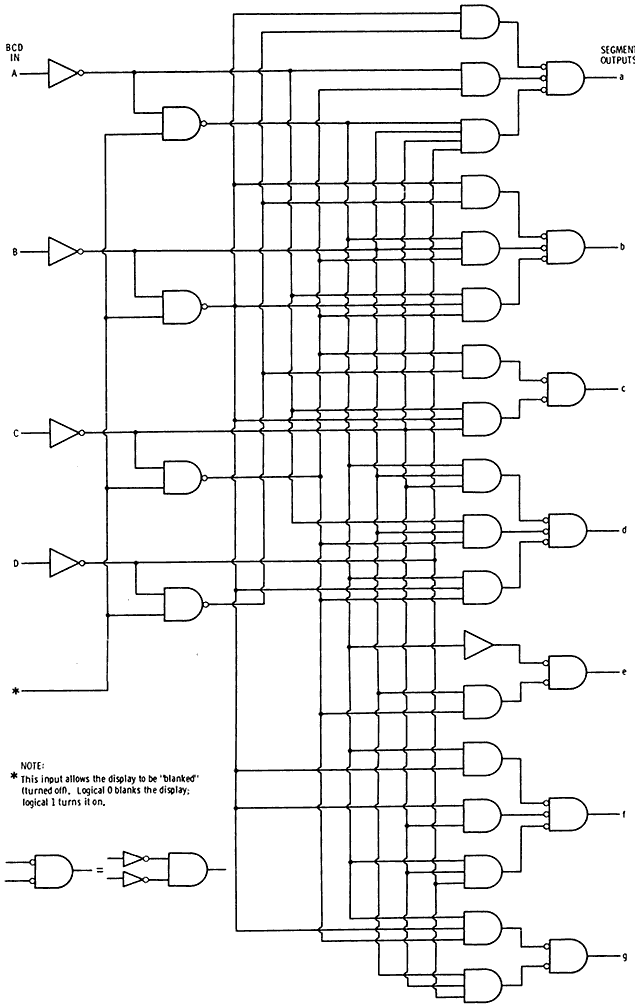 BCD
IN
A
SEGMENT
OUTPUTS
a
B
b
C
c
D
d
*
e
NOTE:
* This input allows the display to be "blanked"
(turned off). Logical 0 blanks the display;
logical 1 turns it on.
f
=
g